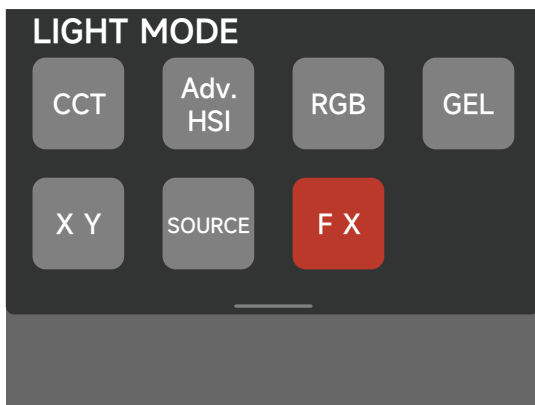 LIGHT MODE
CCT
Adv.
HSI
RGB
GEL
X Y
SOURCE
F X